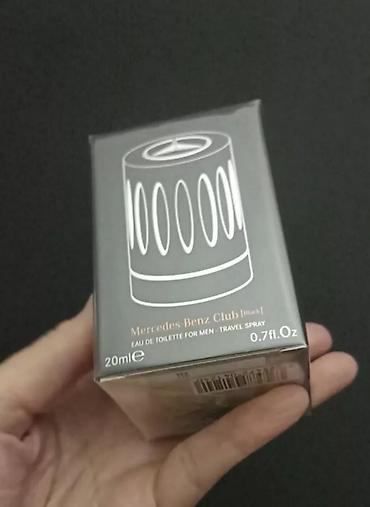 Mercedes-Benz Club [Black]
EAU DE TOILETTE FOR MEN - TRAVEL SPRAY
20ml℮ 0.7fl.Oz